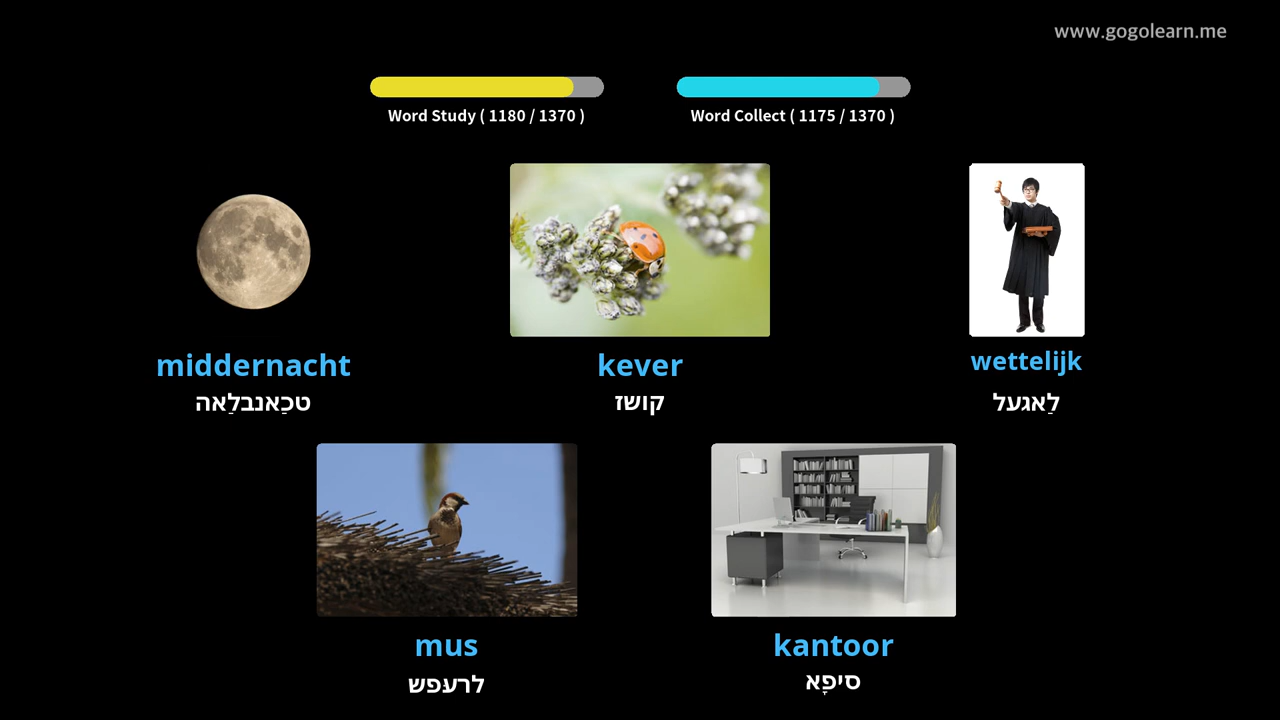 www.gogolearn.me
Word Study ( 1180 / 1370 )
Word Collect ( 1175 / 1370 )
middernacht
טכַאנבלַאה
kever
קושז
wettelijk
לַאגעל
mus
לרעפש
kantoor
סיפָא